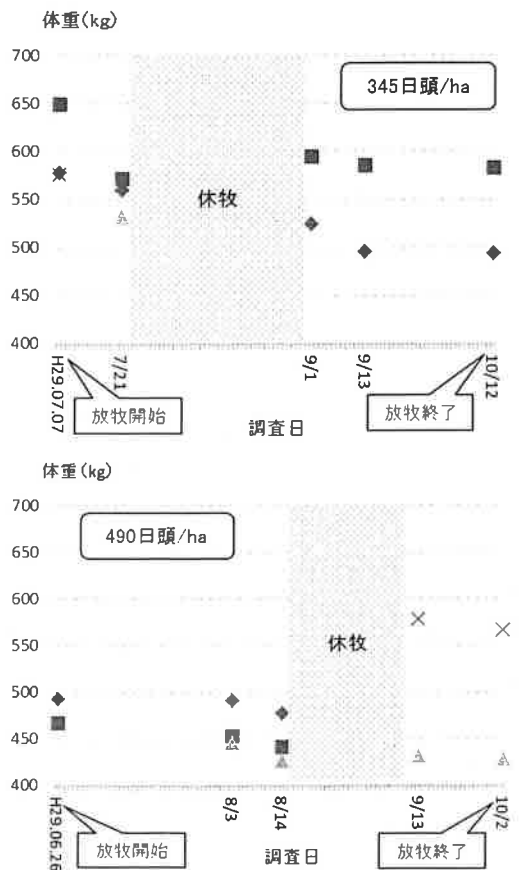 体重(kg)
700
345日頭/ha
650
600
550
休牧
500
450
400
H29.07.07
7/21
9/1
9/13
10/12
放牧開始
調査日
放牧終了
体重(kg)
700
490日頭/ha
650
600
550
休牧
500
450
400
H29.06.26
8/3
8/14
9/13
10/2
放牧開始
調査日
放牧終了